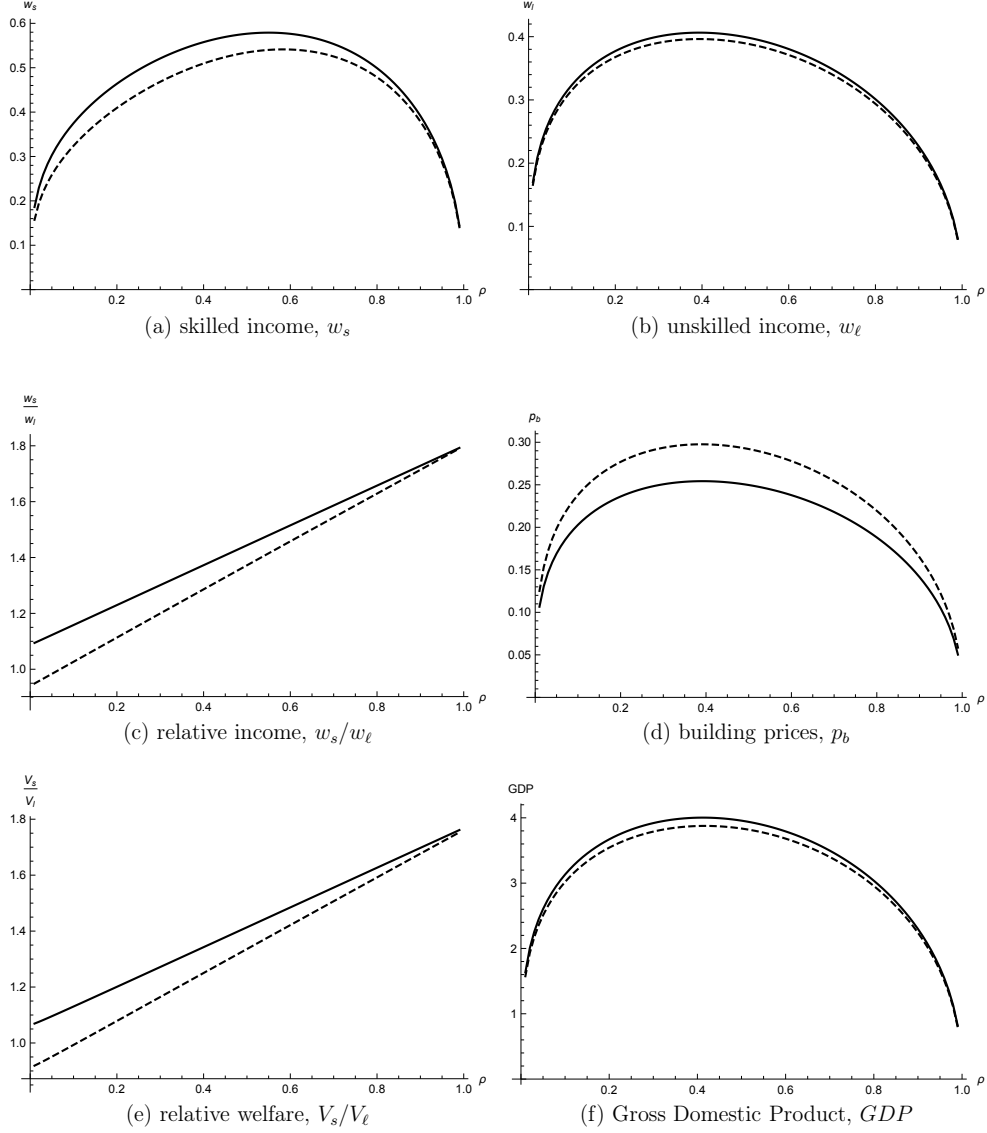 w_s
0.6
0.5
0.4
0.3
0.2
0.1
0.2 0.4 0.6 0.8 1.0 ρ
(a) skilled income, w_s
w_l
0.4
0.3
0.2
0.1
0.2 0.4 0.6 0.8 1.0 ρ
(b) unskilled income, w_ℓ
w_s
w_l
1.8
1.6
1.4
1.2
1.0
0.2 0.4 0.6 0.8 1.0 ρ
(c) relative income, w_s/w_ℓ
p_b
0.30
0.25
0.20
0.15
0.10
0.05
0.2 0.4 0.6 0.8 1.0 ρ
(d) building prices, p_b
V_s
V_l
1.8
1.6
1.4
1.2
1.0
0.2 0.4 0.6 0.8 1.0 ρ
(e) relative welfare, V_s/V_ℓ
GDP
4
3
2
1
0.2 0.4 0.6 0.8 1.0 ρ
(f) Gross Domestic Product, GDP